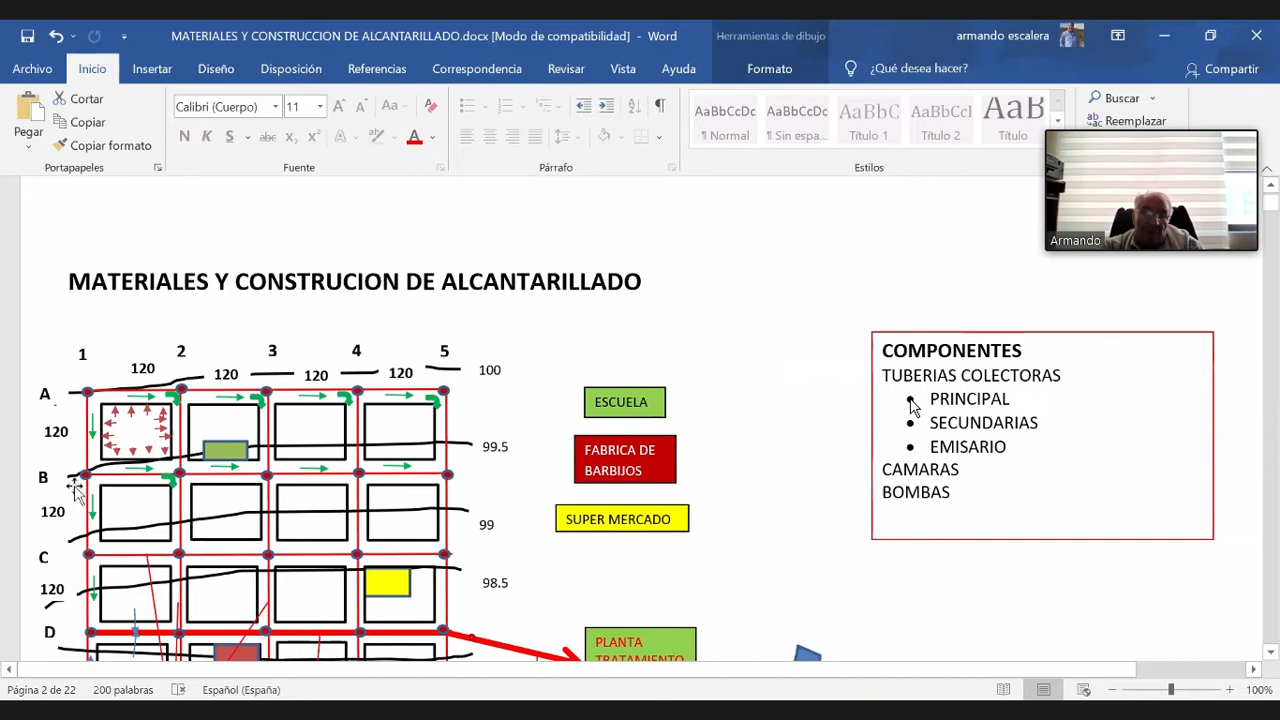 MATERIALES Y CONSTRUCCION DE ALCANTARILLADO.docx [Modo de compatibilidad] - Word
Herramientas de dibujo
armando escalera
Archivo Inicio Insertar Diseño Disposición Referencias Correspondencia Revisar Vista Ayuda Formato ¿Qué desea hacer? Compartir
Pegar
Cortar
Copiar
Copiar formato
Portapapeles
Calibri (Cuerpo) 11
N K S abc x₂ x² A
Fuente
Párrafo
AaBbCcDc AaBbCcDc AaBbC AaBbCcI AaB
¶ Normal ¶ Sin espa... Título 1 Título 2 Título
Estilos
Buscar
Reemplazar
Armando
MATERIALES Y CONSTRUCION DE ALCANTARILLADO
1 2 3 4 5
120 120 120 120 100
A
120
99.5
B
120
99
C
120
98.5
D
ESCUELA
FABRICA DE
BARBIJOS
SUPER MERCADO
PLANTA
TRATAMIENTO
COMPONENTES
TUBERIAS COLECTORAS
• PRINCIPAL
• SECUNDARIAS
• EMISARIO
CAMARAS
BOMBAS
Página 2 de 22 200 palabras Español (España) 100%